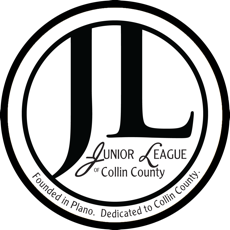 JL
JUNIOR LEAGUE
OF Collin County
Founded in Plano. Dedicated to Collin County.